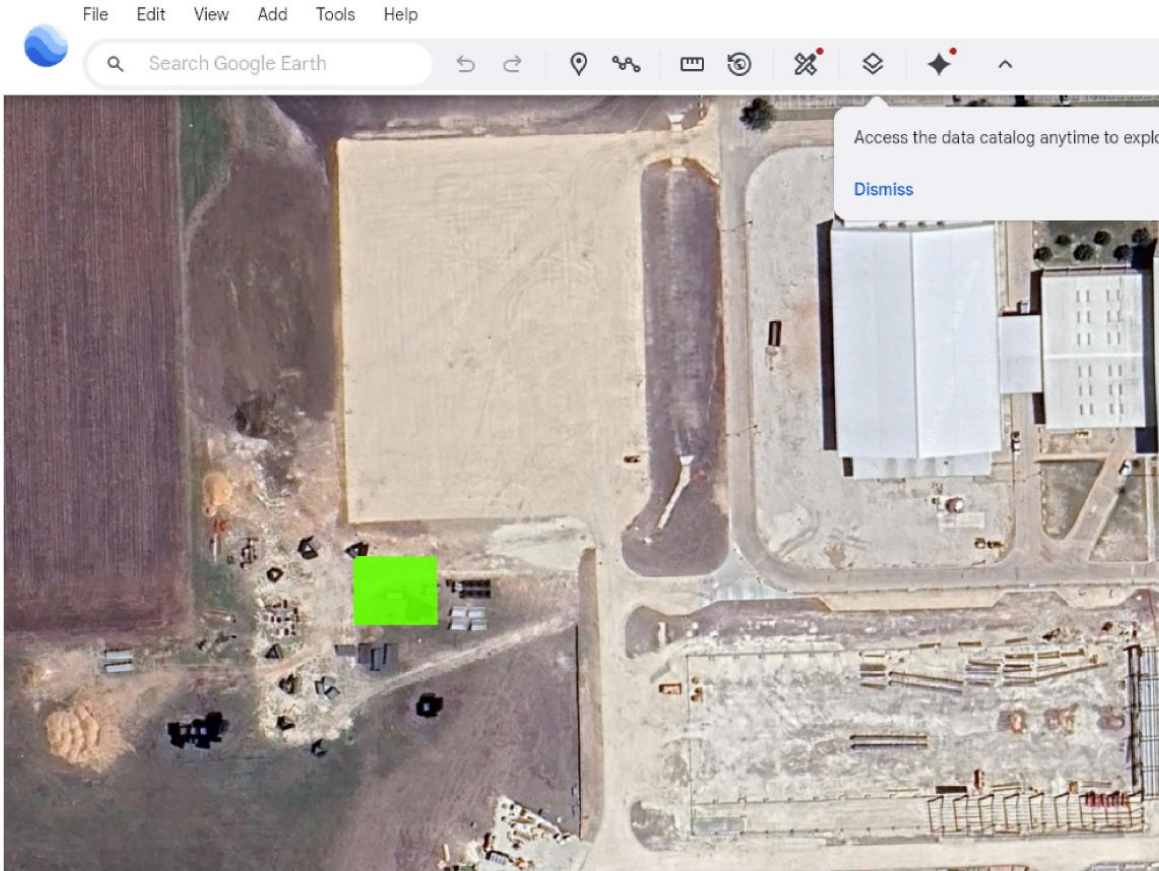 File Edit View Add Tools Help
Search Google Earth
Access the data catalog anytime to explo
Dismiss